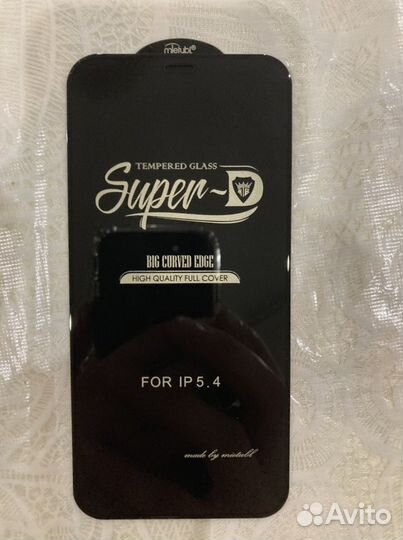 mietubl®
TEMPERED GLASS
Super-D
BIG CURVED EDGE
HIGH QUALITY FULL COVER
FOR IP 5.4
made by mietubl
Avito